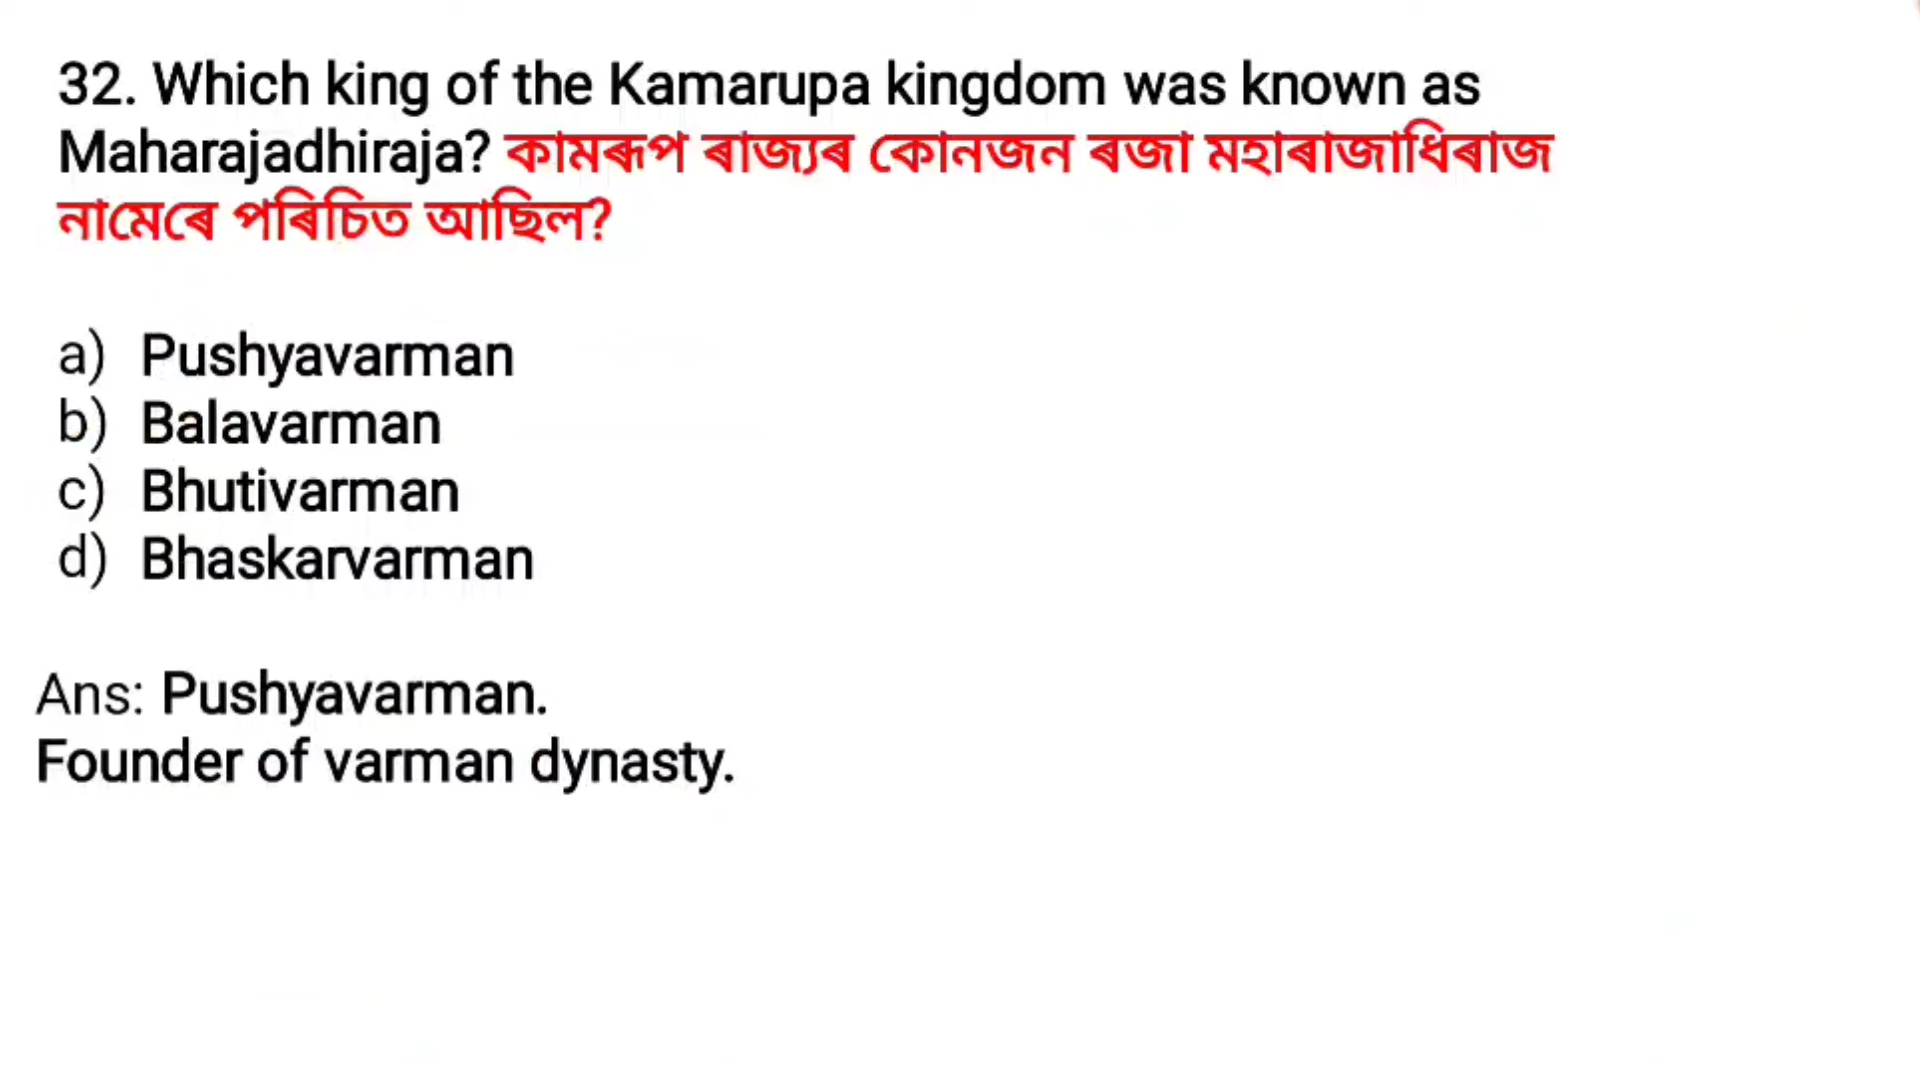 32. Which king of the Kamarupa kingdom was known as
Maharajadhiraja? কামৰূপ ৰাজ্যৰ কোনজন ৰজা মহাৰাজাধিৰাজ
নামেৰে পৰিচিত আছিল?
a) Pushyavarman
b) Balavarman
c) Bhutivarman
d) Bhaskarvarman
Ans: Pushyavarman.
Founder of varman dynasty.